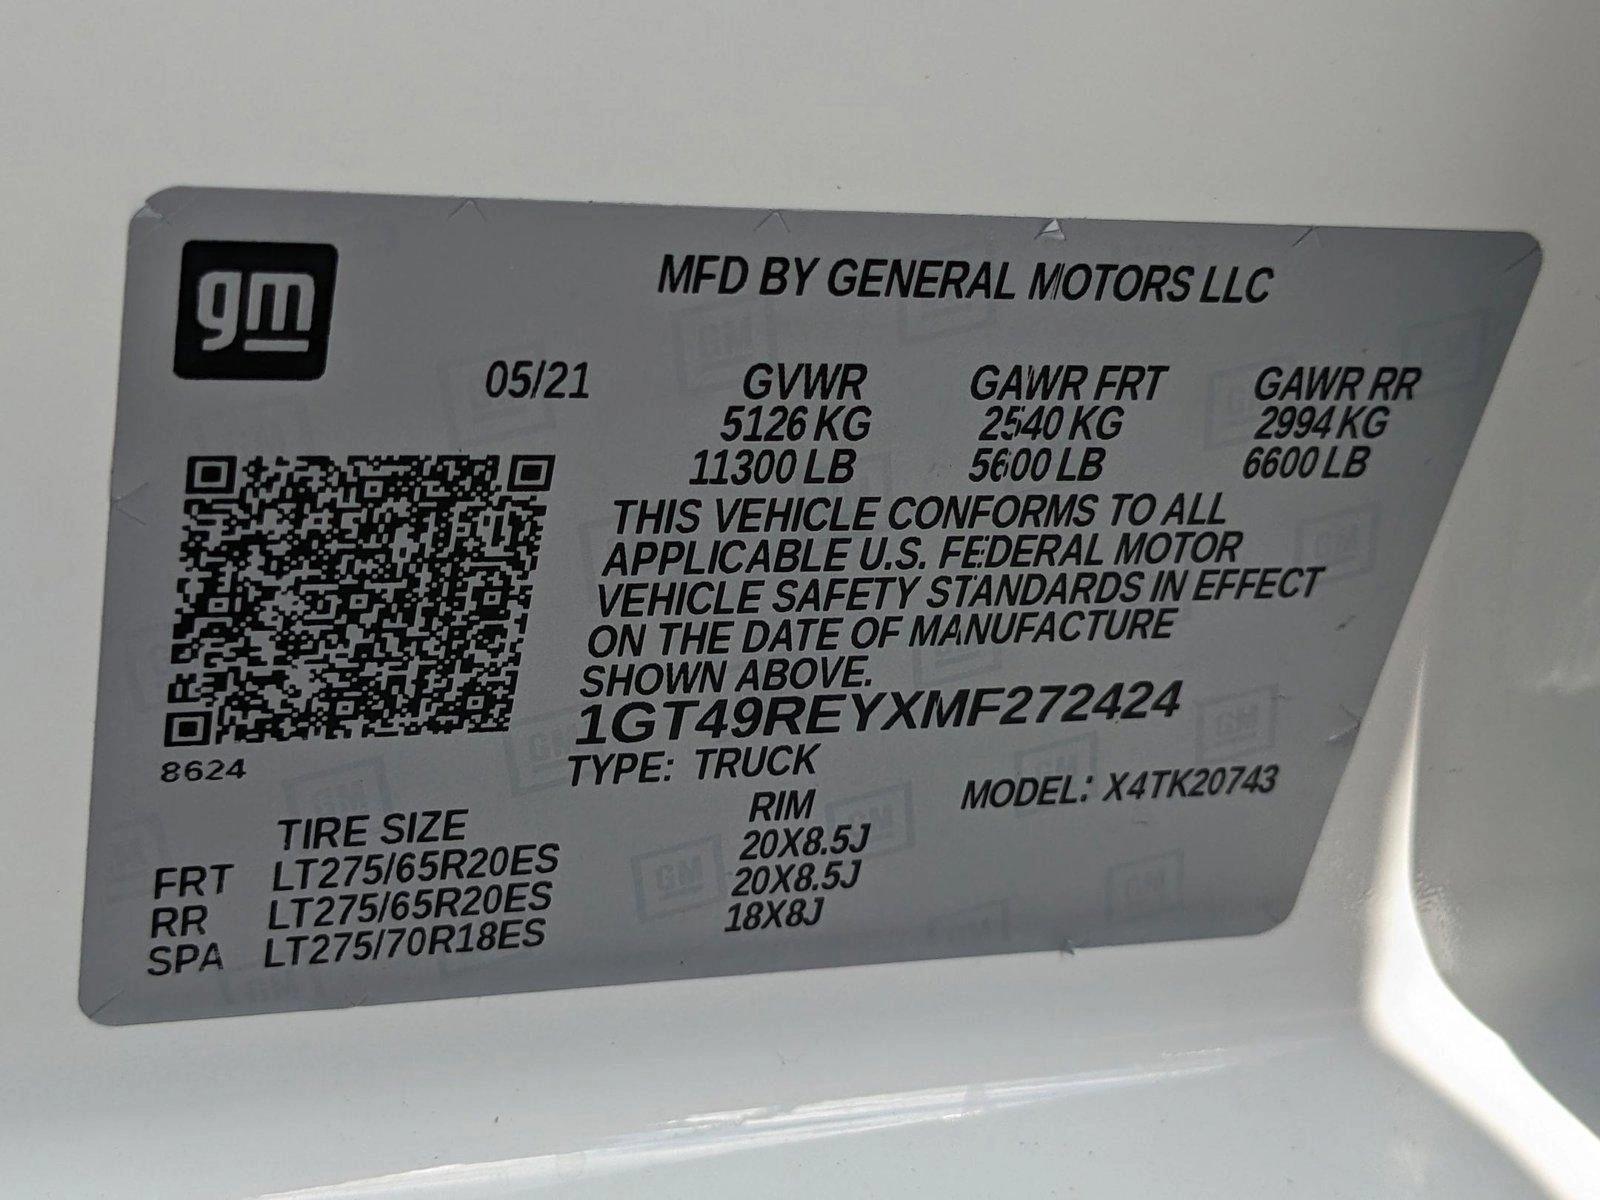 gm
MFD BY GENERAL MOTORS LLC
05/21 GVWR GAWR FRT GAWR RR
5126 KG 2540 KG 2994 KG
11300 LB 5600 LB 6600 LB
THIS VEHICLE CONFORMS TO ALL
APPLICABLE U.S. FEDERAL MOTOR
VEHICLE SAFETY STANDARDS IN EFFECT
ON THE DATE OF MANUFACTURE
SHOWN ABOVE.
1GT49REYXMF272424
8624
TYPE: TRUCK
MODEL: X4TK20743
TIRE SIZE RIM
FRT LT275/65R20ES 20X8.5J
RR LT275/65R20ES 20X8.5J
SPA LT275/70R18ES 18X8J